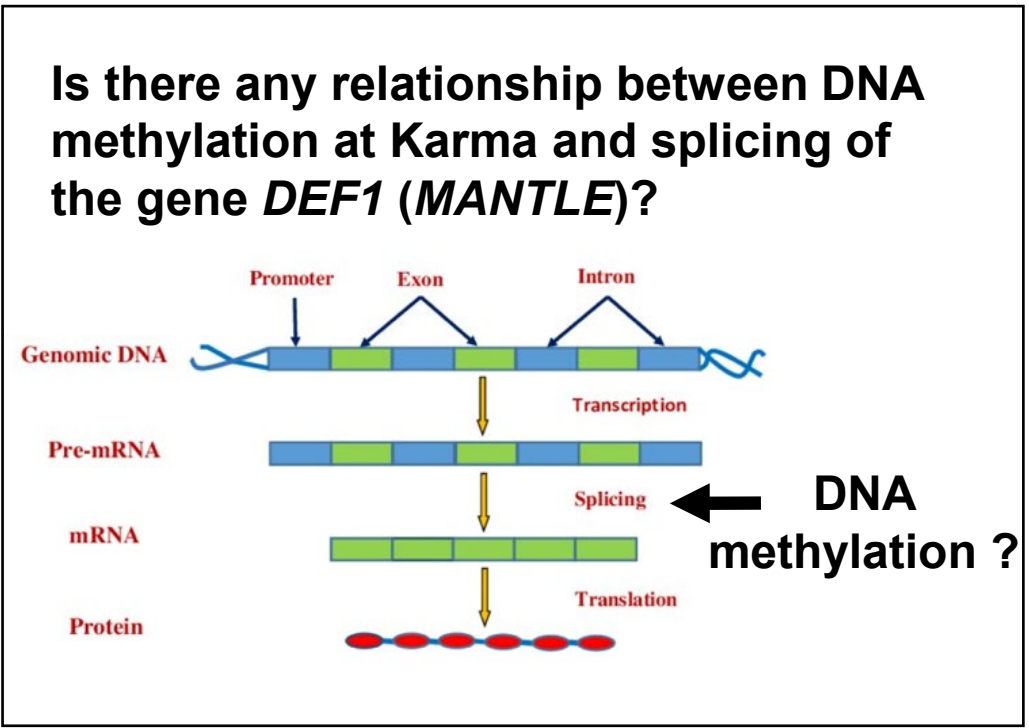 Is there any relationship between DNA
methylation at Karma and splicing of
the gene DEF1 (MANTLE)?
Promoter
Exon
Intron
Genomic DNA
Transcription
Pre-mRNA
Splicing
DNA
methylation ?
mRNA
Translation
Protein